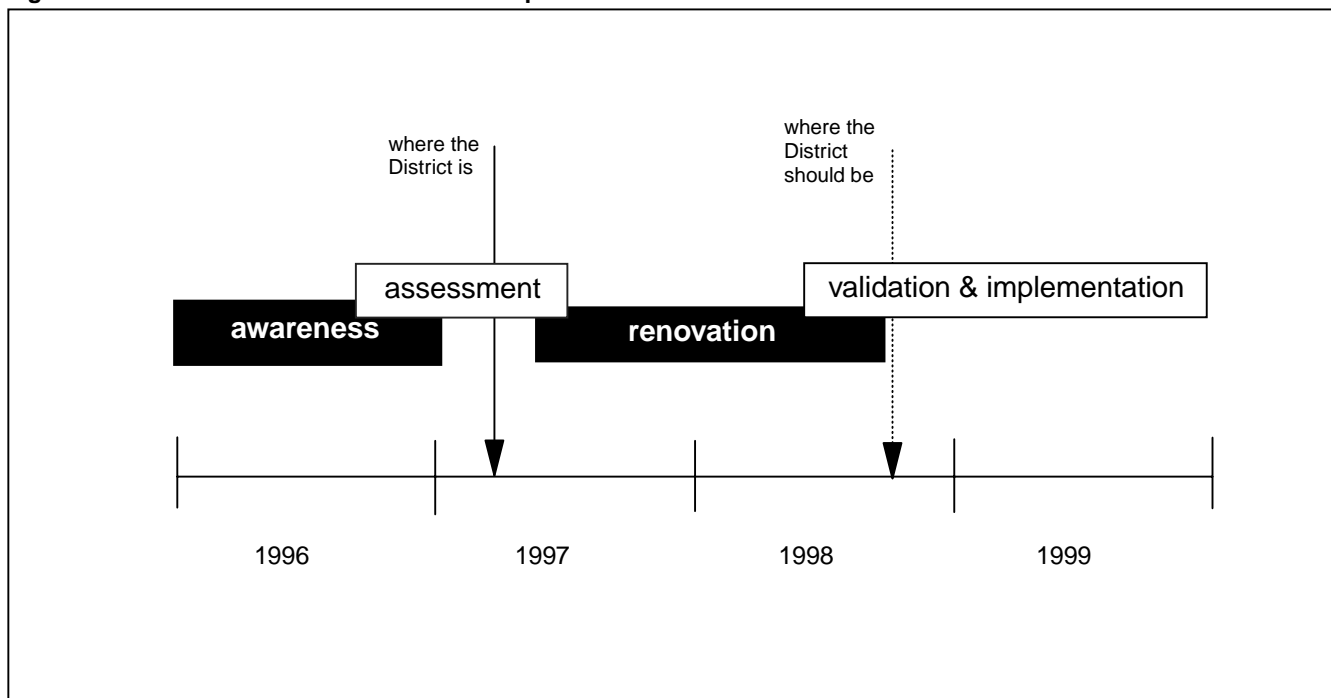 where the
District is
where the
District
should be
assessment
validation & implementation
awareness
renovation
1996
1997
1998
1999